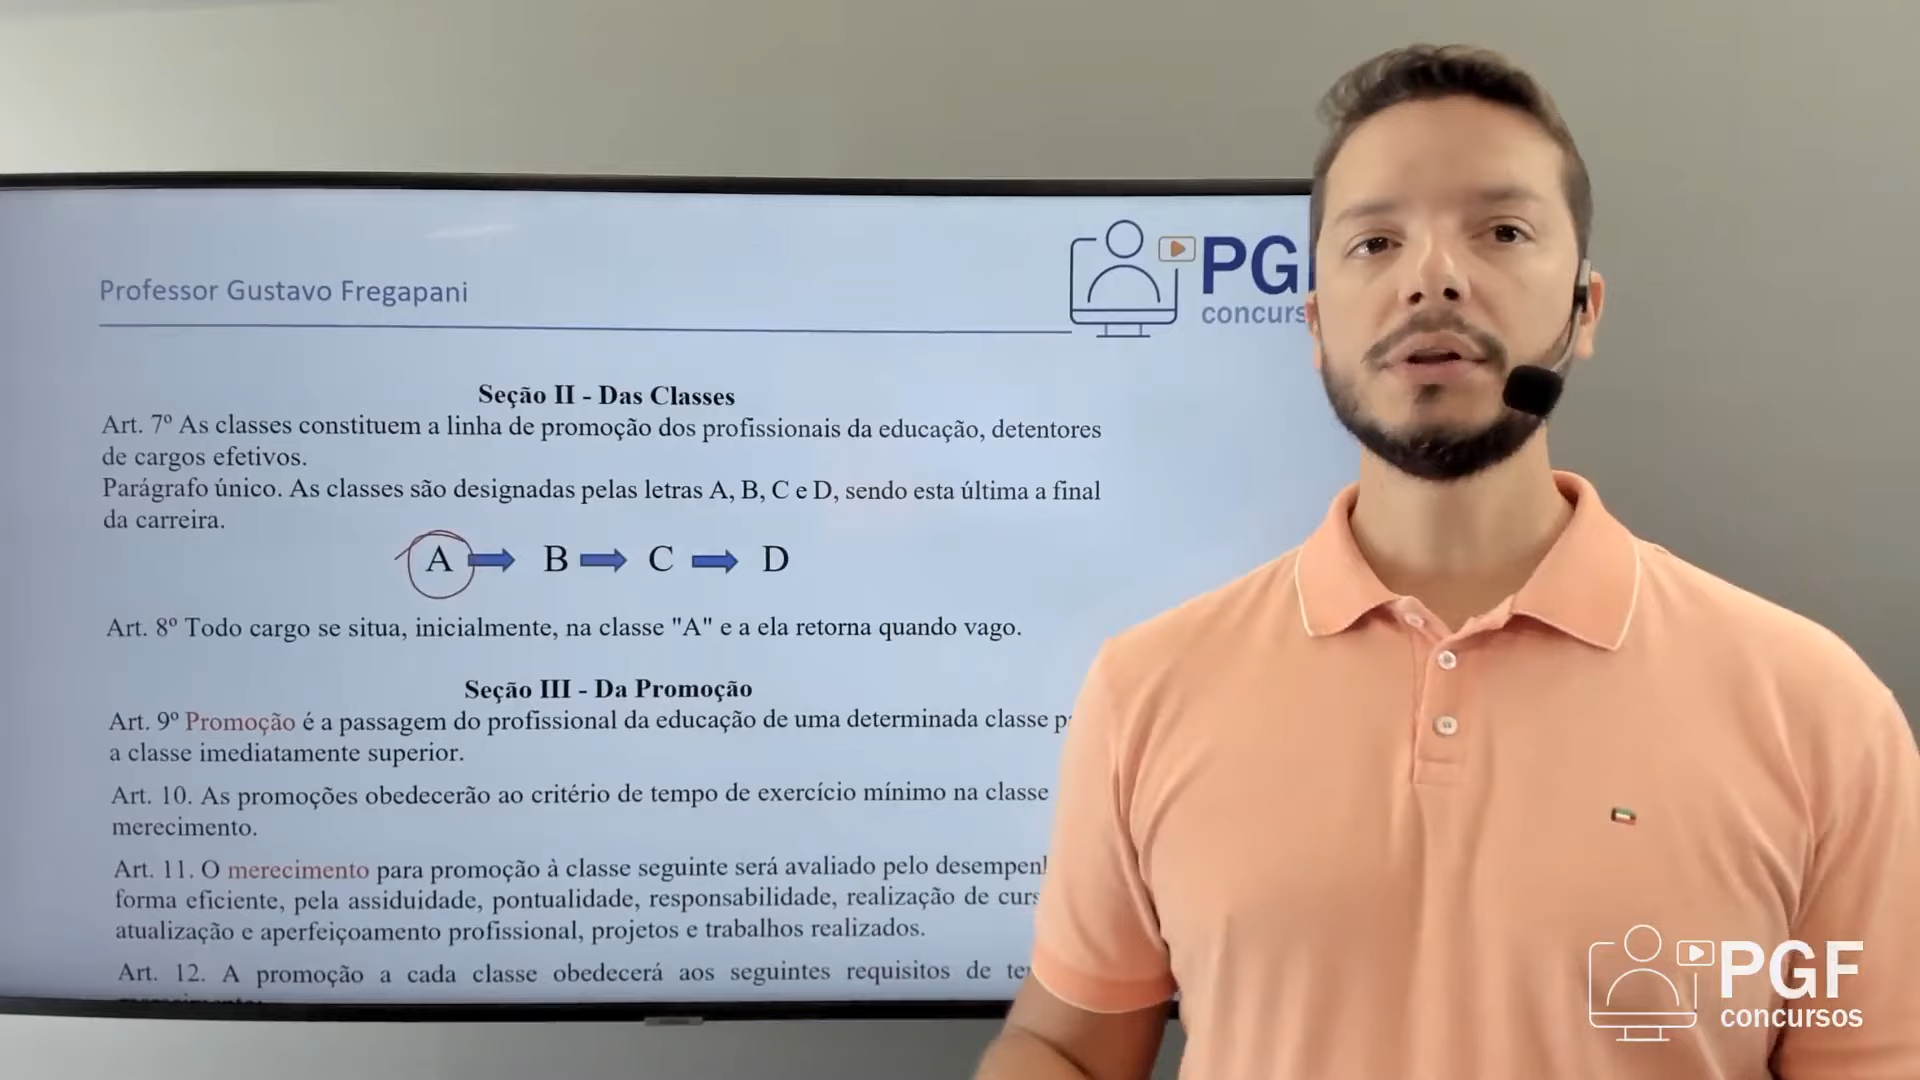 Professor Gustavo Fregapani
PG
concurs
Seção II - Das Classes
Art. 7º As classes constituem a linha de promoção dos profissionais da educação, detentores
de cargos efetivos.
Parágrafo único. As classes são designadas pelas letras A, B, C e D, sendo esta última a final
da carreira.
A B C D
Art. 8º Todo cargo se situa, inicialmente, na classe "A" e a ela retorna quando vago.
Seção III - Da Promoção
Art. 9º Promoção é a passagem do profissional da educação de uma determinada classe
a classe imediatamente superior.
Art. 10. As promoções obedecerão ao critério de tempo de exercício mínimo na classe
merecimento.
Art. 11. O merecimento para promoção à classe seguinte será avaliado pelo desempen
forma eficiente, pela assiduidade, pontualidade, responsabilidade, realização de curs
atualização e aperfeiçoamento profissional, projetos e trabalhos realizados.
Art. 12. A promoção a cada classe obedecerá aos seguintes requisitos de
PGF
concursos